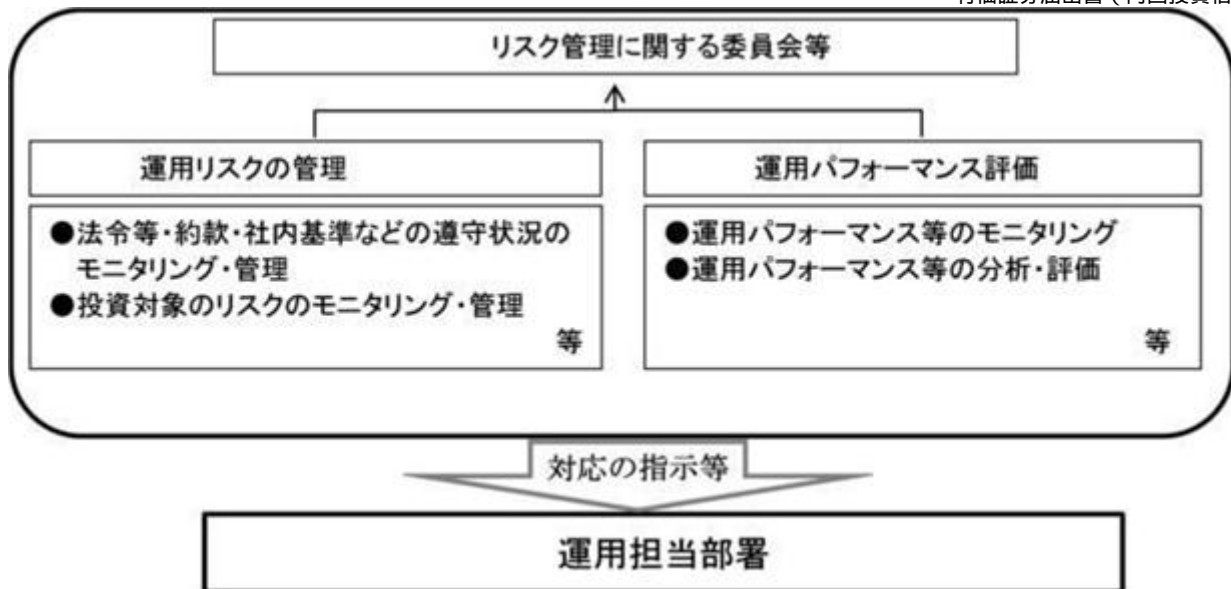 リスク管理に関する委員会等
運用リスクの管理
●法令等・約款・社内基準などの遵守状況の
モニタリング・管理
●投資対象のリスクのモニタリング・管理
等
運用パフォーマンス評価
●運用パフォーマンス等のモニタリング
●運用パフォーマンス等の分析・評価
等
対応の指示等
運用担当部署